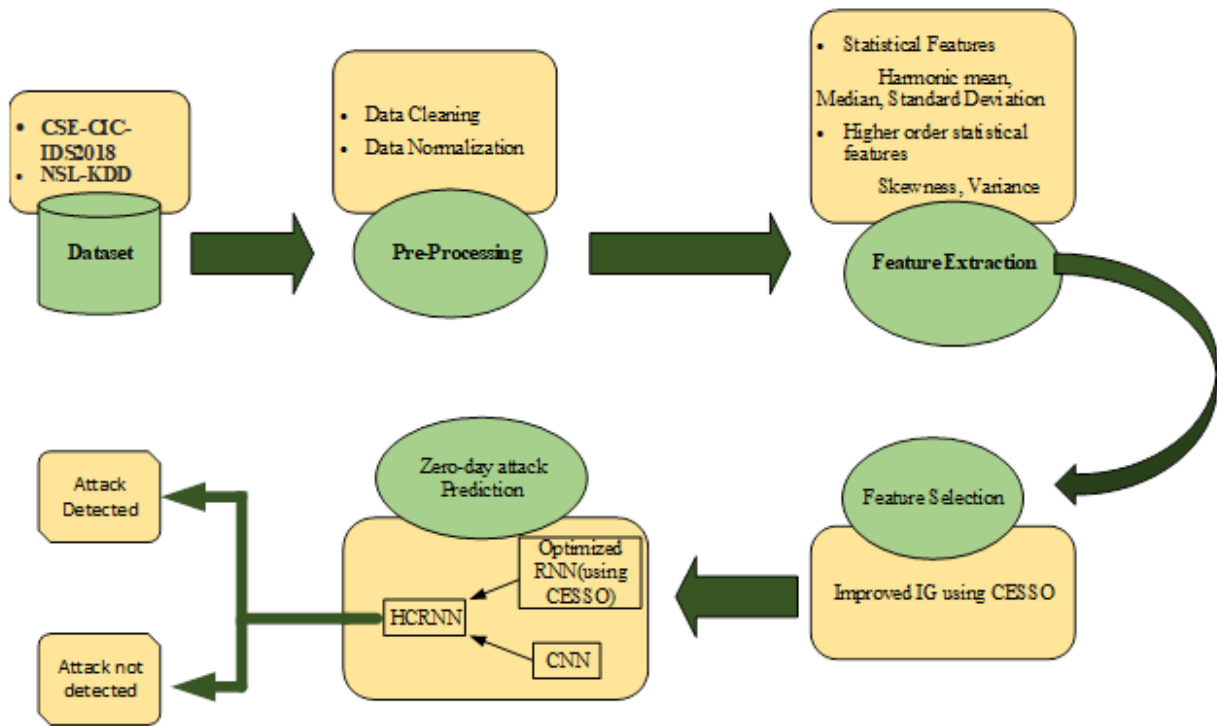 • CSE-CIC-
IDS2018
• NSL-KDD
Dataset
• Data Cleaning
• Data Normalization
Pre-Processing
• Statistical Features
Harmonic mean,
Median, Standard Deviation
• Higher order statistical
features
Skewness, Variance
Feature Extraction
Feature Selection
Improved IG using CESSO
Zero-day attack
Prediction
Optimized
RNN(using
CESSO)
HCRNN
CNN
Attack
Detected
Attack not
detected